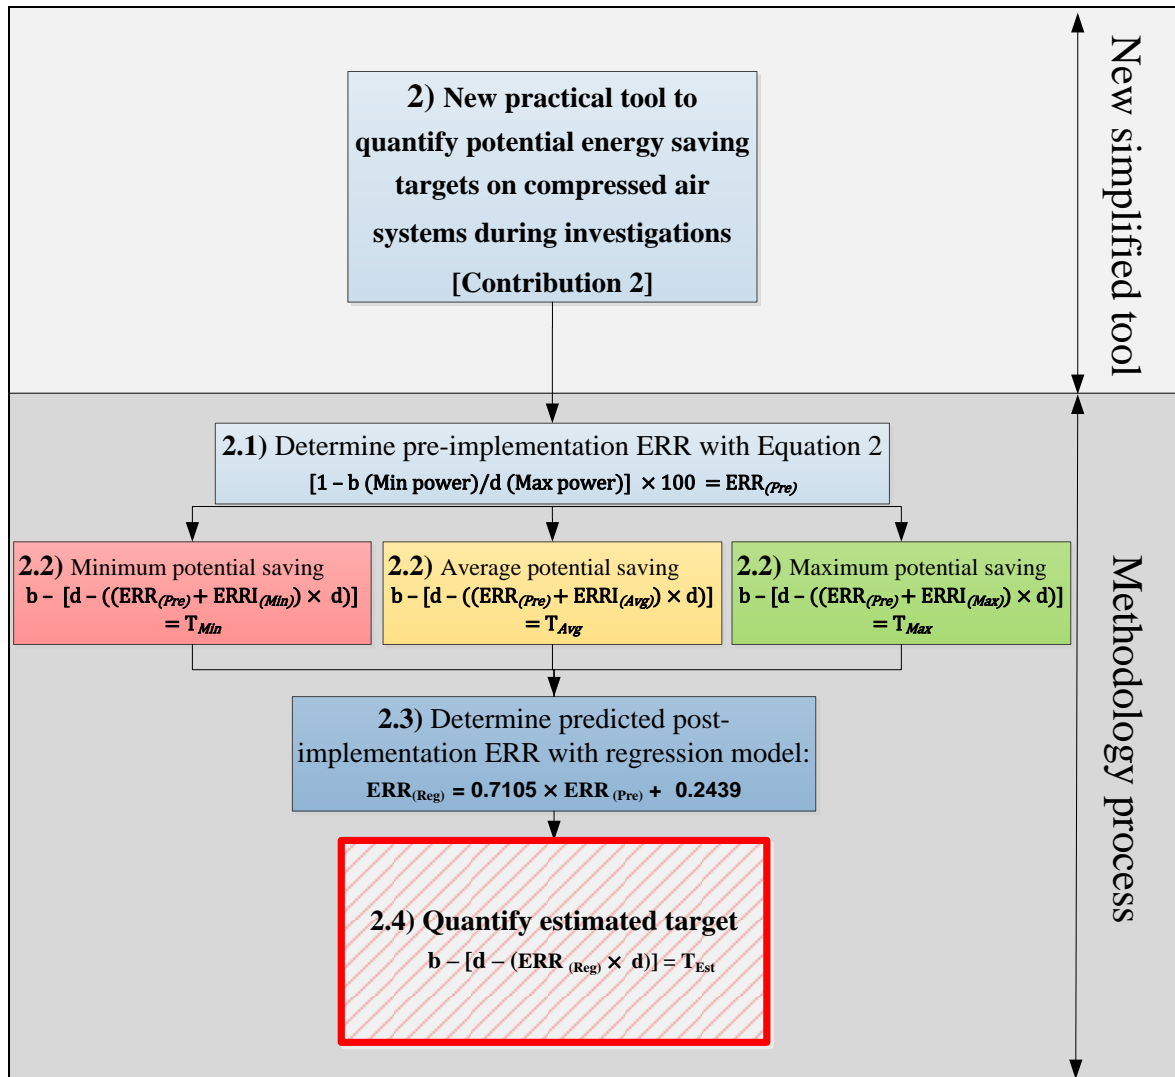 2) New practical tool to
quantify potential energy saving
targets on compressed air
systems during investigations
[Contribution 2]
New simplified tool
2.1) Determine pre-implementation ERR with Equation 2
[1 – b (Min power)/d (Max power)] × 100 = ERR(Pre)
2.2) Minimum potential saving
b – [d – ((ERR(Pre) + ERRI(Min)) × d)]
= TMin
2.2) Average potential saving
b – [d – ((ERR(Pre) + ERRI(Avg)) × d)]
= TAvg
2.2) Maximum potential saving
b – [d – ((ERR(Pre) + ERRI(Max)) × d)]
= TMax
2.3) Determine predicted post-
implementation ERR with regression model:
ERR(Reg) = 0.7105 × ERR (Pre) + 0.2439
2.4) Quantify estimated target
b – [d – (ERR (Reg) × d)] = TEst
Methodology process